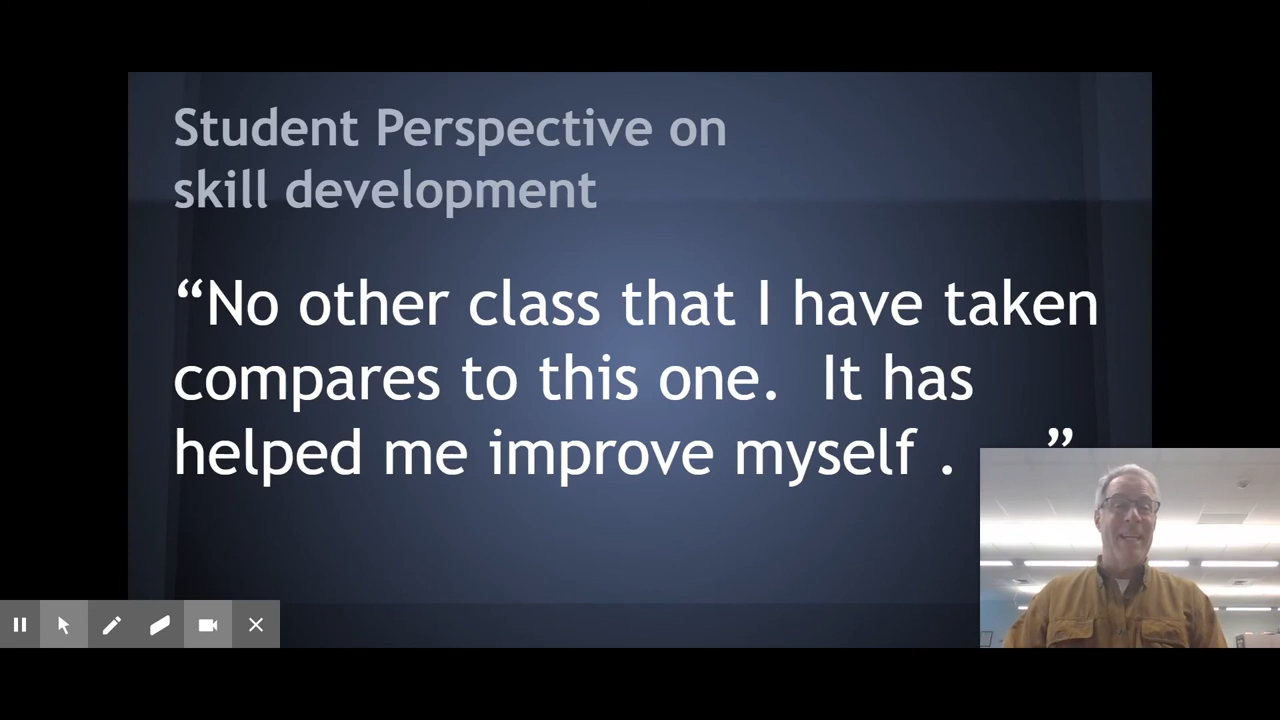 Student Perspective on
skill development
“No other class that I have taken
compares to this one.  It has
helped me improve myself .     ”